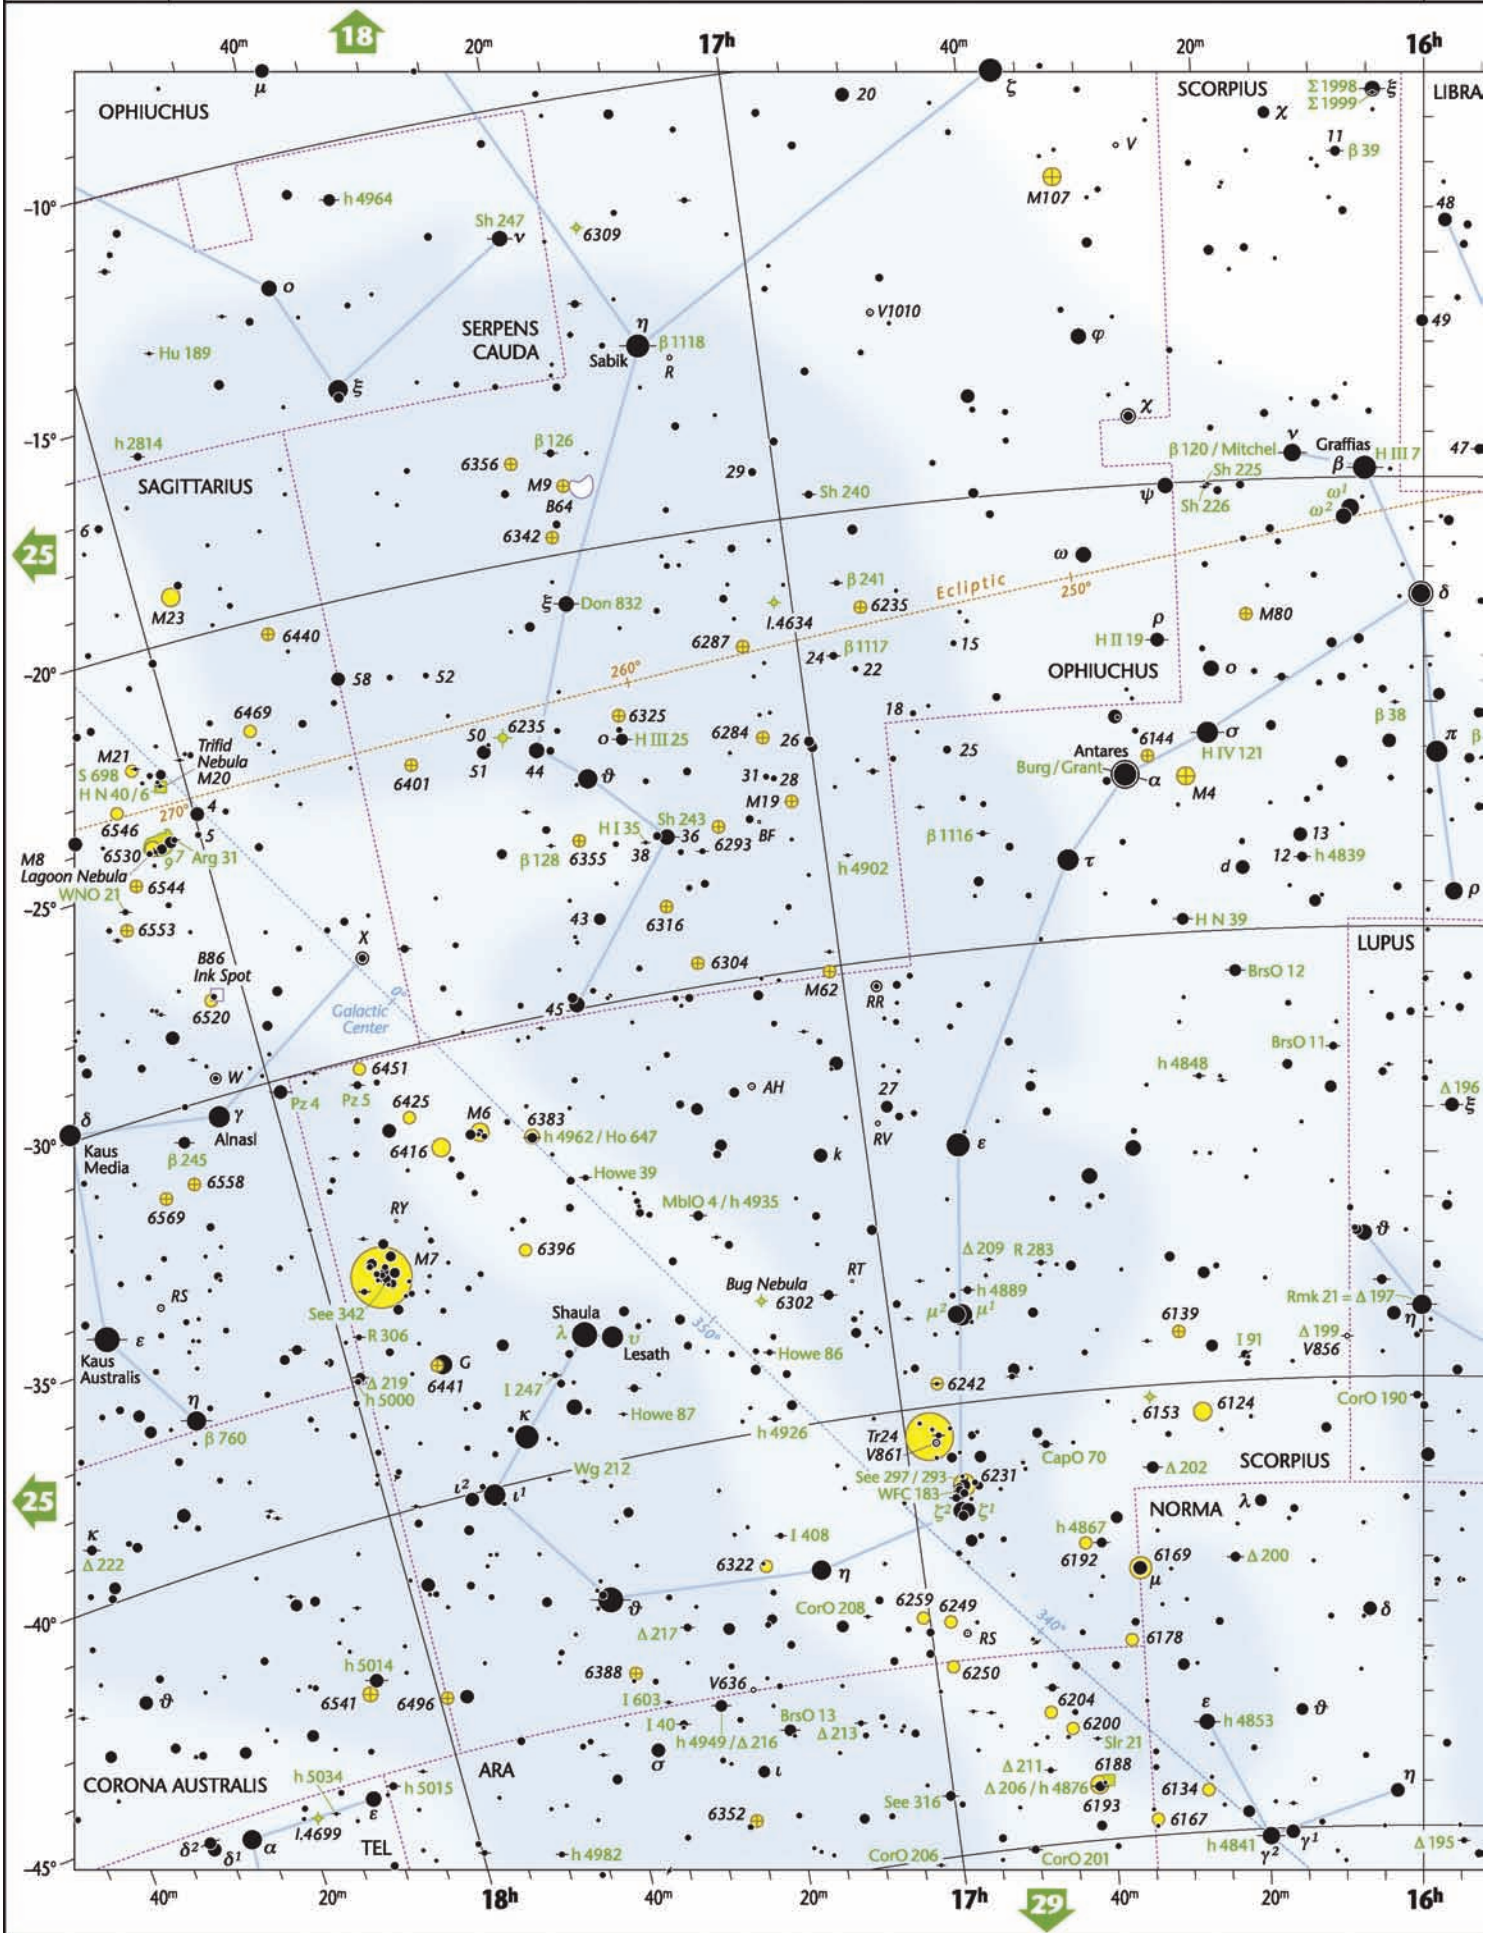 18
40m
20m
17h
40m
20m
16h
μ
OPHIUCHUS
20
ζ
SCORPIUS
Σ 1998
Σ 1999
ξ
LIBRA
χ
V
11
β 39
M107
–10°
h 4964
Sh 247
ν
6309
48
ο
V1010
49
SERPENS
CAUDA
η
β 1118
Sabik
R
φ
Hu 189
ξ
χ
–15°
h 2814
β 126
6356
ν
Graffias
β 120 / Mitchel
β
H III 7
47
SAGITTARIUS
M9
B64
29
Sh 240
Sh 225
Sh 226
ψ
ω1
ω2
6
6342
25
ω
Ecliptic
250°
M23
ξ
Don 832
β 241
I.4634
6235
δ
M80
6440
6287
β 1117
24
22
15
ρ
H II 19
–20°
58
52
260°
OPHIUCHUS
ο
6469
6325
18
β 38
M21
Trifid
Nebula
M20
50
6235
ο
H III 25
6284
26
25
6144
σ
H IV 121
π
β
S 698
H N 40 / 6
6401
51
44
ϑ
31
28
Antares
Burg / Grant
α
M4
270°
4
M19
6546
5
Sh 243
H I 35
36
BF
β 1116
13
M8
Lagoon Nebula
6530
9
7
Arg 31
β 128
6355
38
6293
h 4902
τ
12
h 4839
d
WNO 21
6544
ρ
–25°
6553
43
6316
H N 39
X
LUPUS
B86
Ink Spot
6304
M62
BrsO 12
6520
0°
Galactic
Center
45
RR
W
6451
h 4848
BrsO 11
AH
27
Δ 196
ξ
Pz 4
Pz 5
6425
M6
6383
h 4962 / Ho 647
RV
δ
Kaus
Media
γ
Alnasl
–30°
6416
k
ε
β 245
6558
Howe 39
6569
MblO 4 / h 4935
RY
ϑ
M7
6396
Δ 209
R 283
Bug Nebula
6302
RT
h 4889
RS
See 342
350°
μ2
μ1
Rmk 21 = Δ 197
η
Shaula
λ
υ
Lesath
6139
ε
Kaus
Australis
R 306
Howe 86
I 91
Δ 199
V856
G
6441
–35°
Δ 219
h 5000
I 247
6242
η
β 760
Howe 87
6153
6124
CorO 190
κ
h 4926
Tr24
V861
CapO 70
Δ 202
SCORPIUS
Wg 212
See 297 / 293
WFC 183
6231
25
ι2
ι1
ζ2
ζ1
NORMA
λ
κ
Δ 222
I 408
h 4867
6192
6169
μ
Δ 200
6322
η
ϑ
CorO 208
6259
6249
δ
–40°
Δ 217
RS
340°
6178
h 5014
6388
V636
6250
ϑ
6541
6496
I 603
BrsO 13
6204
6200
ε
h 4853
ϑ
I 40
h 4949 / Δ 216
Δ 213
Slr 21
ARA
σ
ι
Δ 211
6188
CORONA AUSTRALIS
h 5034
h 5015
Δ 206 / h 4876
6193
6134
η
I.4699
ε
6352
See 316
6167
δ2
δ1
α
TEL
h 4982
CorO 206
CorO 201
h 4841
γ2
γ1
Δ 195
–45°
40m
20m
18h
40m
20m
17h
29
40m
20m
16h